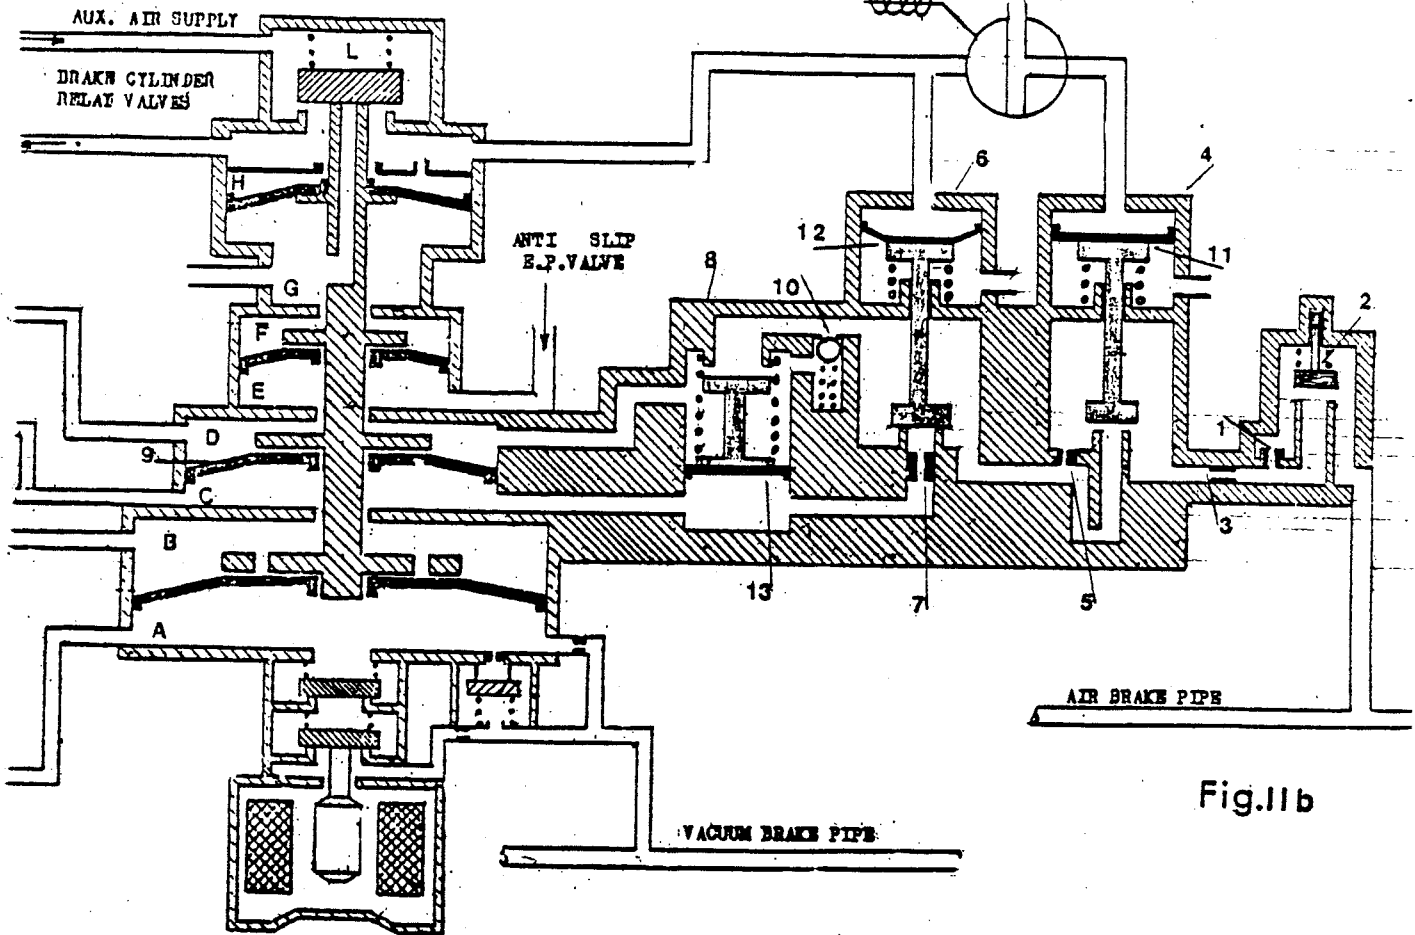 AUX. AIR SUPPLY
L
BRAKE CYLINDER
RELAY VALVES
H
6
4
ANTI SLIP
E.P.VALVE
12
11
8
10
G
2
F
E
1
D
9
C
3
B
13
7
5
A
AIR BRAKE PIPE
Fig.11b
VACUUM BRAKE PIPE